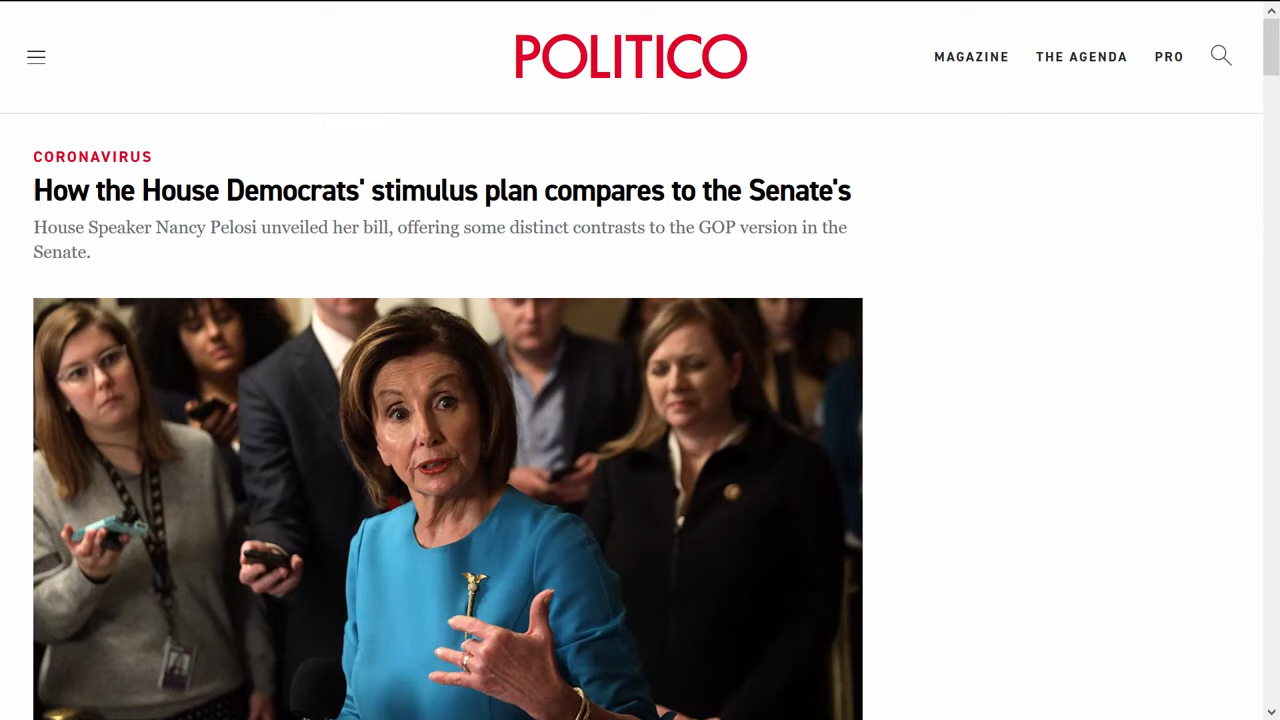 POLITICO
MAGAZINE THE AGENDA PRO
CORONAVIRUS
How the House Democrats' stimulus plan compares to the Senate's
House Speaker Nancy Pelosi unveiled her bill, offering some distinct contrasts to the GOP version in the
Senate.